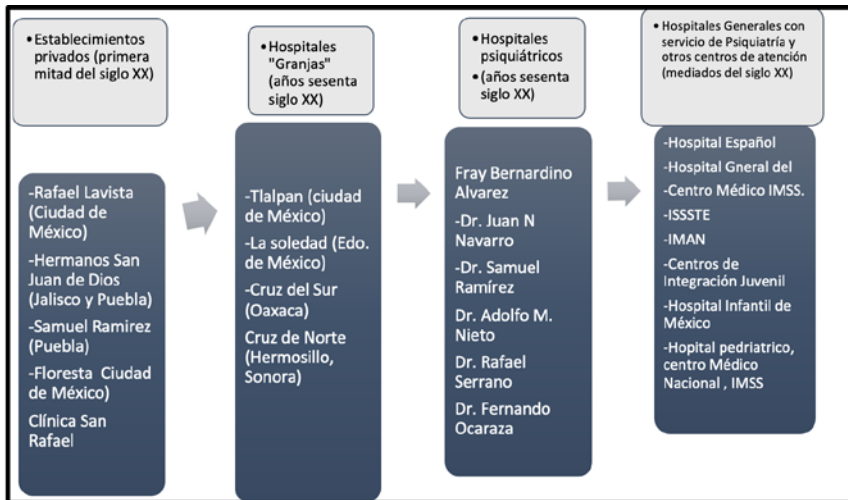 • Establecimientos
privados (primera
mitad del siglo XX)
-Rafael Lavista
(Ciudad de
México)
-Hermanos San
Juan de Dios
(Jalisco y Puebla)
-Samuel Ramirez
(Puebla)
-Floresta Ciudad
de México)
Clínica San
Rafael
• Hospitales
"Granjas"
(años sesenta
siglo XX)
-Tlalpan (ciudad
de México)
-La soledad (Edo.
de México)
-Cruz del Sur
(Oaxaca)
Cruz de Norte
(Hermosillo,
Sonora)
• Hospitales
psiquiátricos
• (años sesenta
siglo XX)
Fray Bernardino
Alvarez
-Dr. Juan N
Navarro
-Dr. Samuel
Ramírez
Dr. Adolfo M.
Nieto
Dr. Rafael
Serrano
Dr. Fernando
Ocaraza
• Hospitales Generales con
servicio de Psiquiatría y
otros centros de atención
(mediados del siglo XX)
-Hospital Español
-Hospital Gneral del
-Centro Médico IMSS.
-ISSSTE
-IMAN
-Centros de
Integración Juvenil
-Hospital Infantil de
México
-Hopital pedriatrico,
centro Médico
Nacional , IMSS